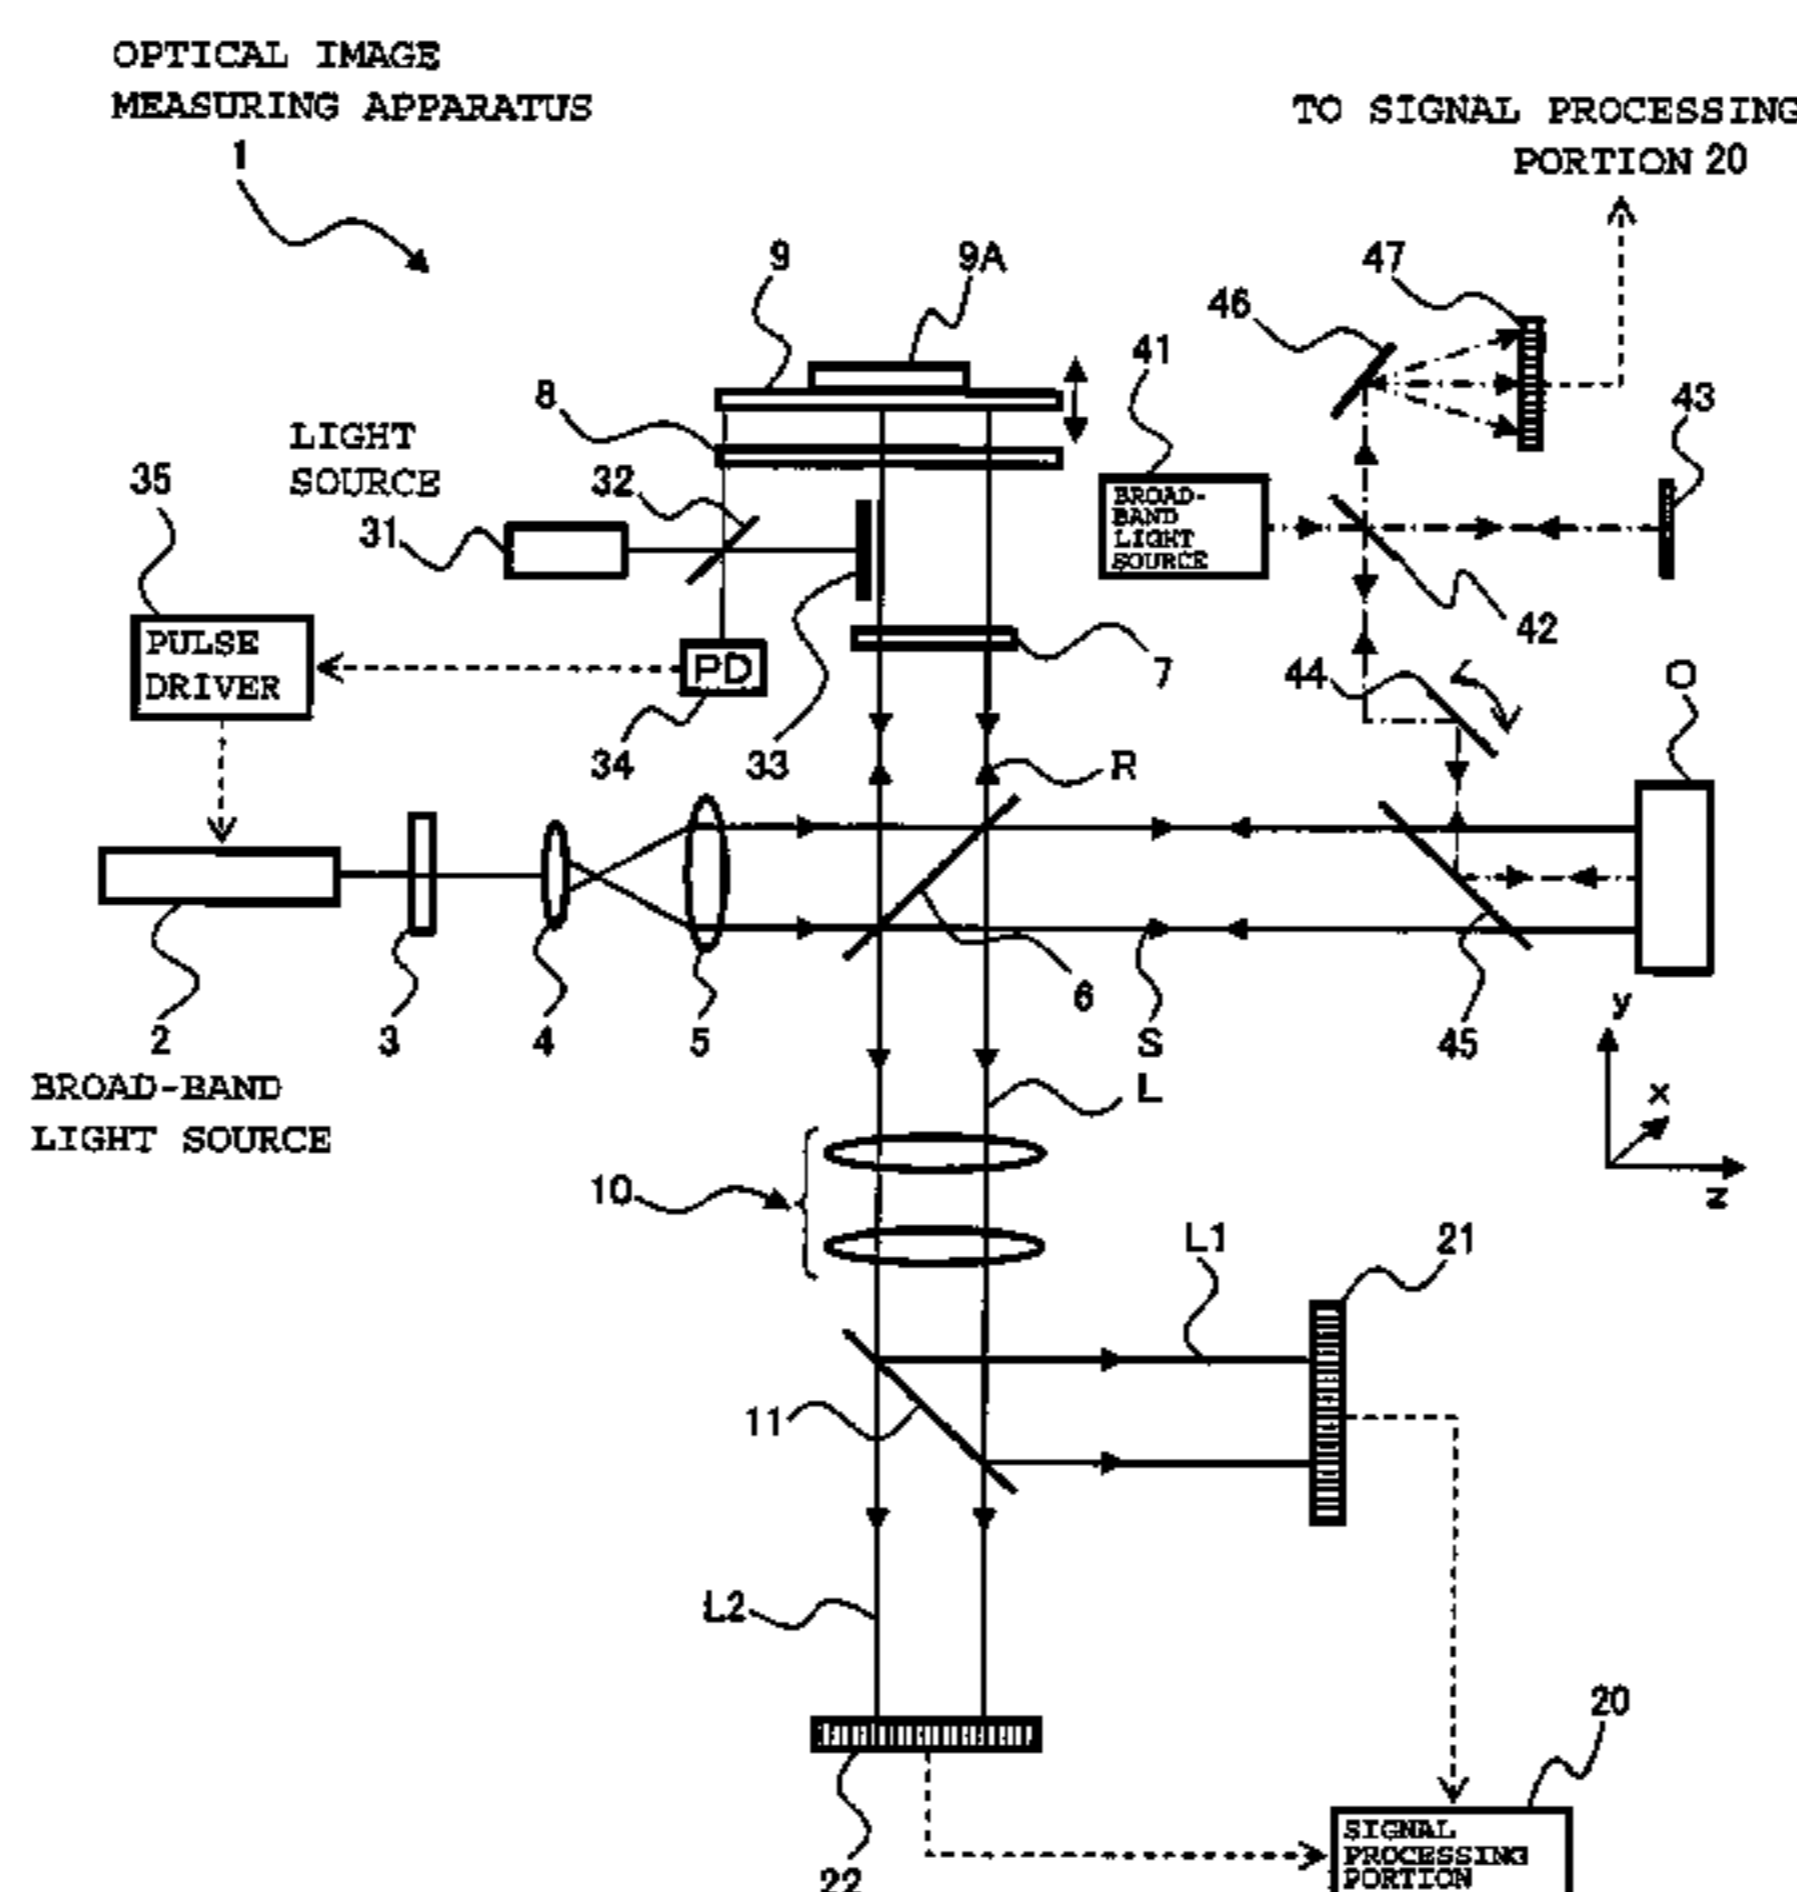 OPTICAL IMAGE
MEASURING APPARATUS
1
TO SIGNAL PROCESSING
PORTION 20
9
9A
47
46
41
43
8
LIGHT
SOURCE
35
32
31
BROAD-
BAND
LIGHT
SOURCE
42
PULSE
DRIVER
PD
7
44
O
34
33
R
6
2
3
4
5
S
45
y
BROAD-BAND
LIGHT SOURCE
L
x
z
10
L1
21
11
L2
20
22
SIGNAL
PROCESSING
PORTION